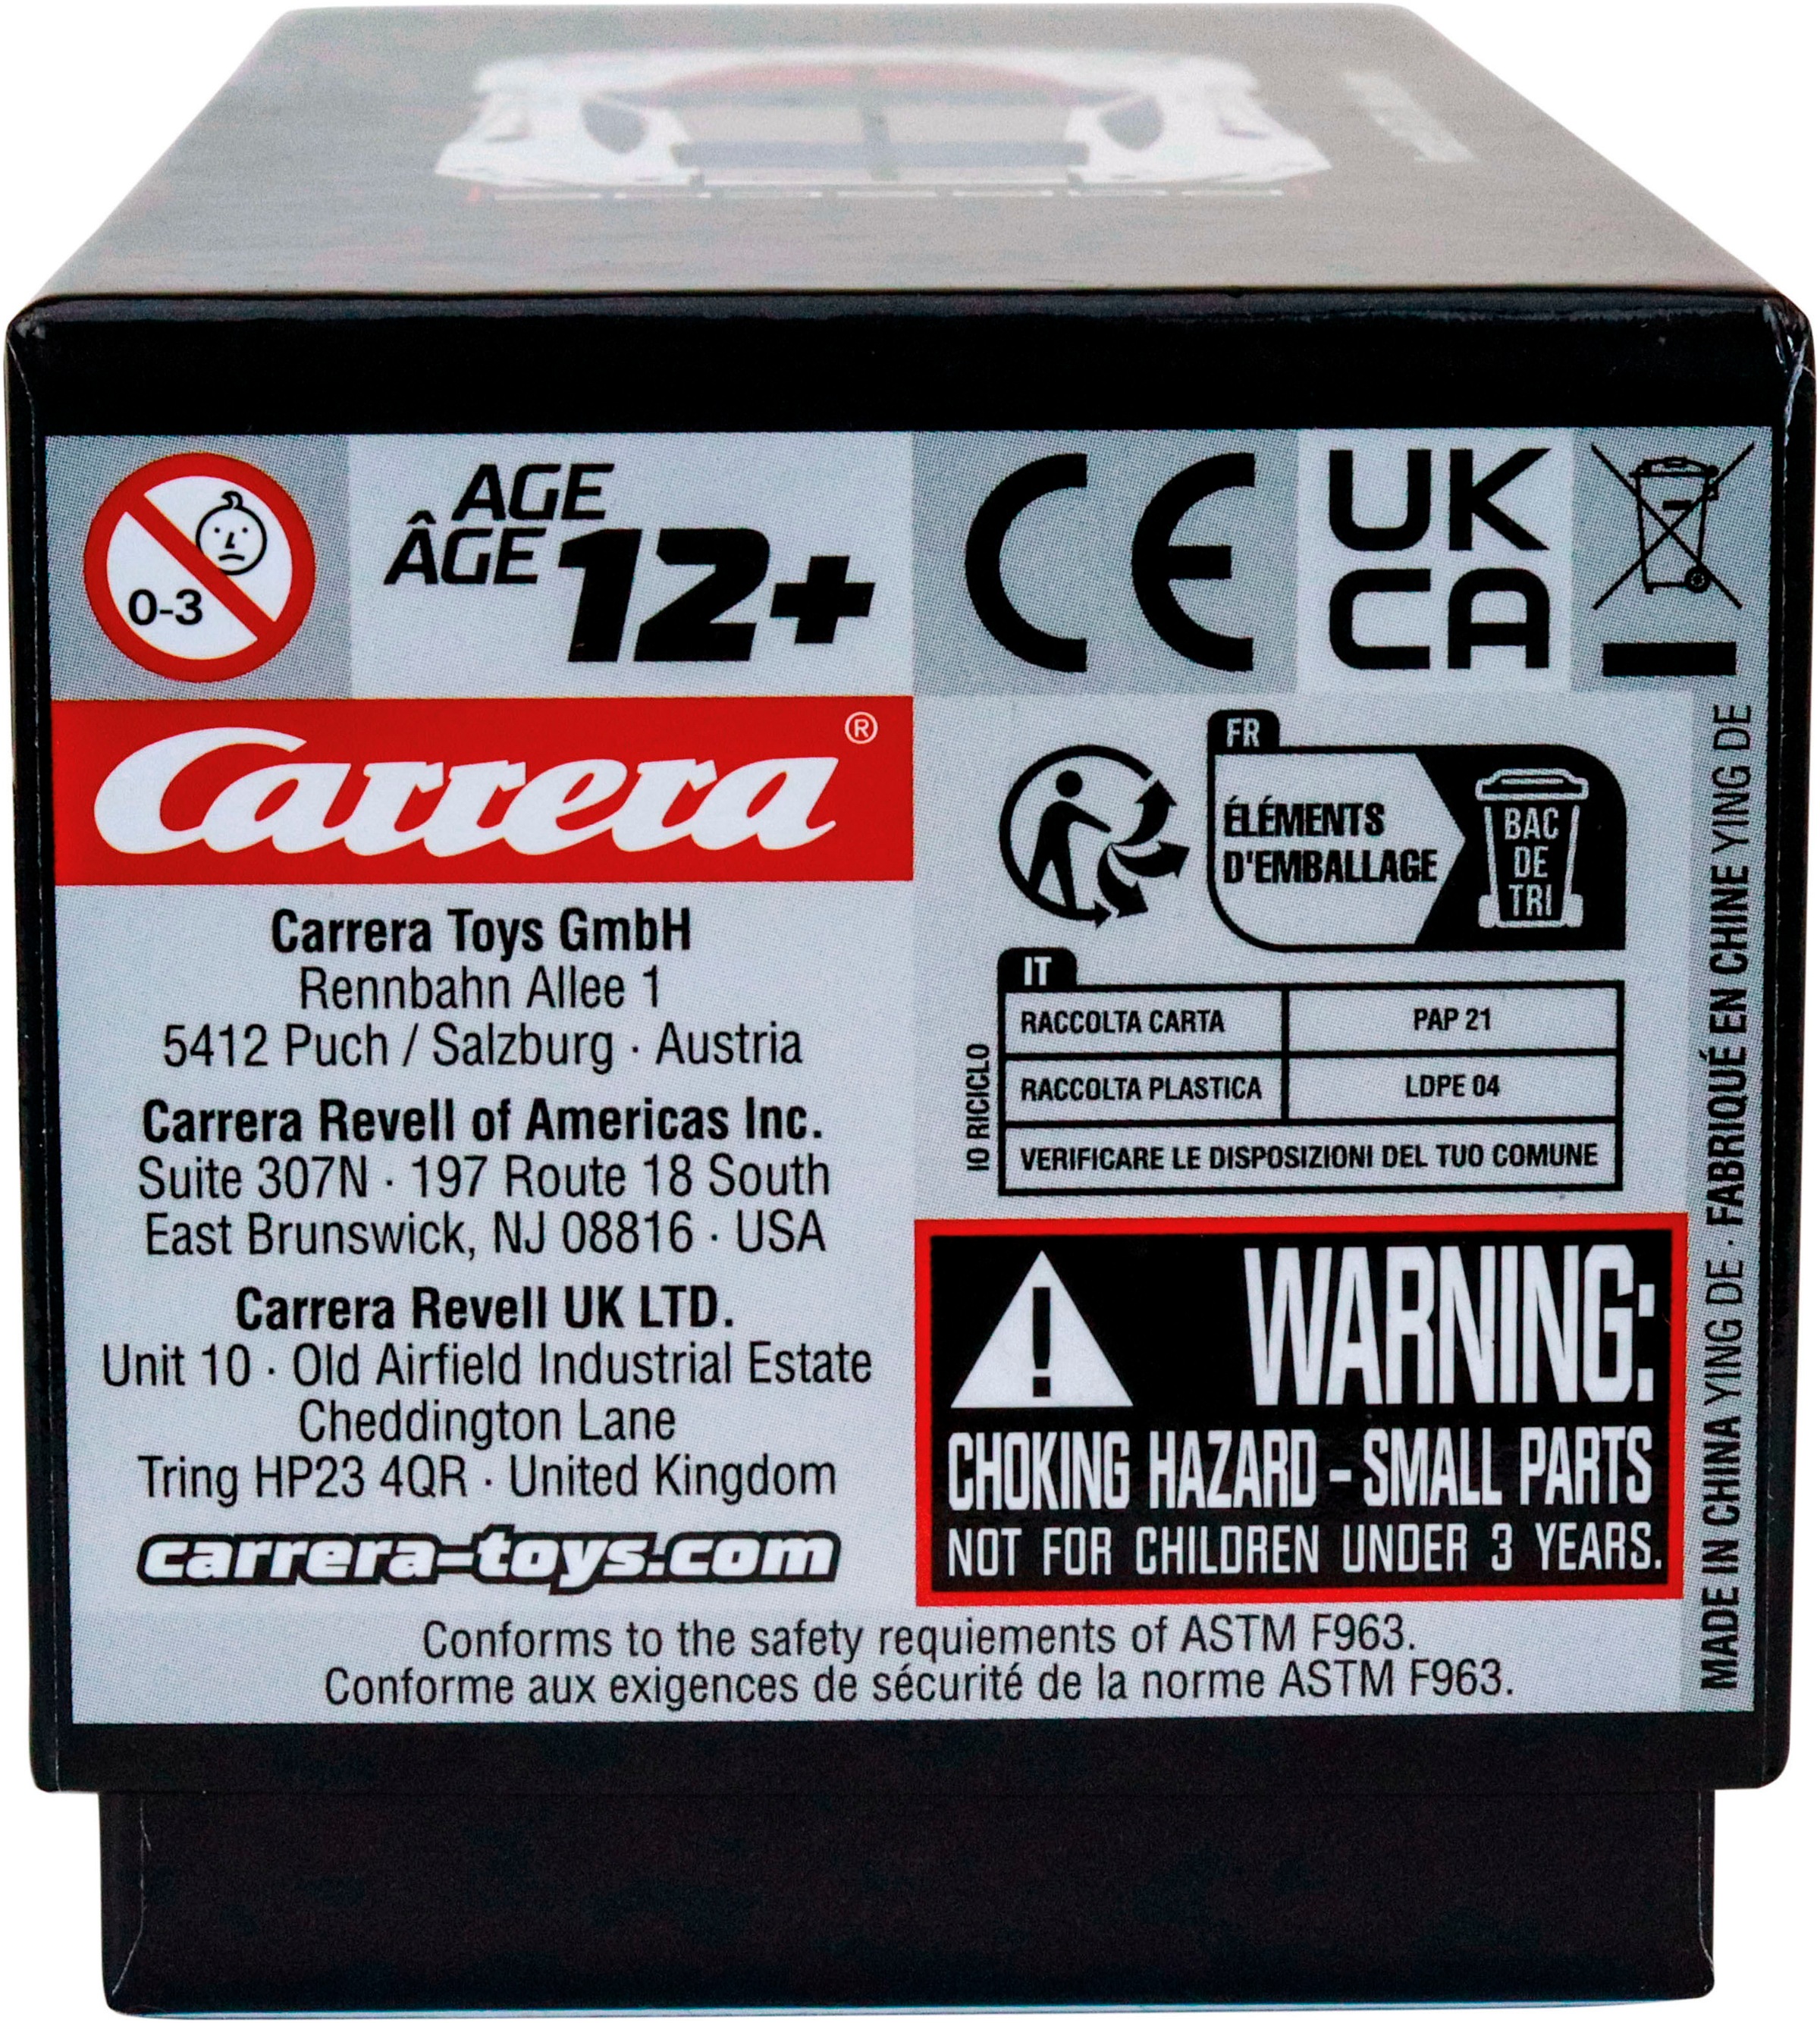 0-3
AGE
ÂGE 12+
CE
UK
CA
Carrera®
Carrera Toys GmbH
Rennbahn Allee 1
5412 Puch / Salzburg · Austria
Carrera Revell of Americas Inc.
Suite 307N · 197 Route 18 South
East Brunswick, NJ 08816 · USA
Carrera Revell UK LTD.
Unit 10 · Old Airfield Industrial Estate
Cheddington Lane
Tring HP23 4QR · United Kingdom
carrera-toys.com
FR
ÉLÉMENTS
D'EMBALLAGE
BAC
DE
TRI
IT
IO RICICLO
RACCOLTA CARTA PAP 21
RACCOLTA PLASTICA LDPE 04
VERIFICARE LE DISPOSIZIONI DEL TUO COMUNE
WARNING:
CHOKING HAZARD – SMALL PARTS
NOT FOR CHILDREN UNDER 3 YEARS.
MADE IN CHINA YING DE · FABRIQUÉ EN CHINE YING DE
Conforms to the safety requiements of ASTM F963.
Conforme aux exigences de sécurité de la norme ASTM F963.